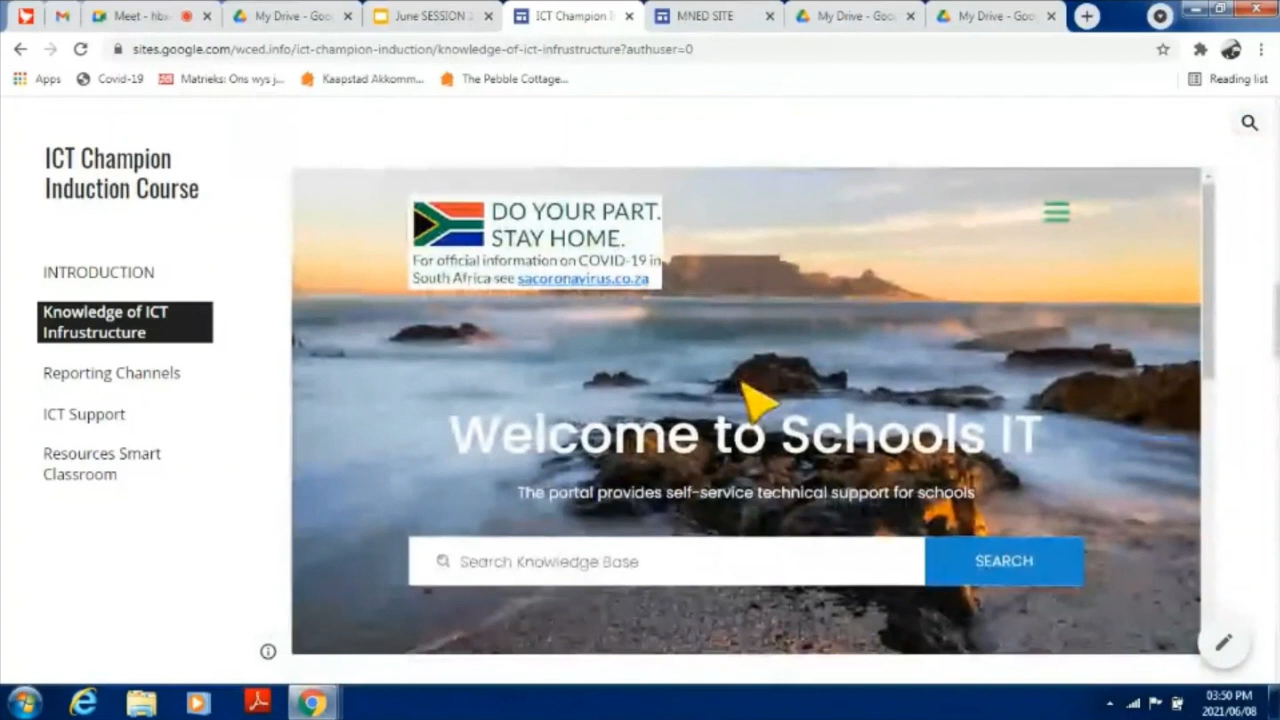 Meet - hba
My Drive - Goo
June SESSION 2
ICT Champion I
MNED SITE
My Drive - Goo
My Drive - Goo
sites.google.com/wced.info/ict-champion-induction/knowledge-of-ict-infrustructure?authuser=0
Apps
Covid-19
Matrieks: Ons wys j...
Kaapstad Akkomm...
The Pebble Cottage...
Reading list
ICT Champion
Induction Course
INTRODUCTION
Knowledge of ICT
Infrustructure
Reporting Channels
ICT Support
Resources Smart
Classroom
DO YOUR PART.
STAY HOME.
For official information on COVID-19 in
South Africa see sacoronavirus.co.za
Welcome to Schools IT
The portal provides self-service technical support for schools
Search Knowledge Base
SEARCH
03:50 PM
2021/06/08